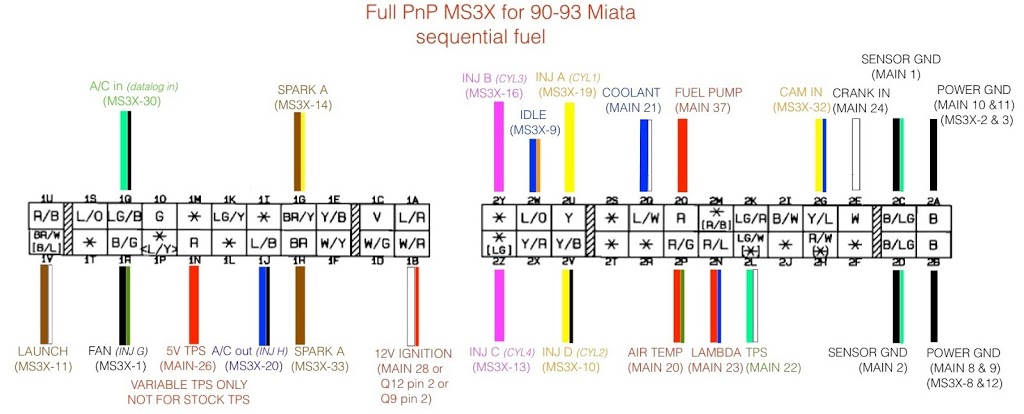 Full PnP MS3X for 90-93 Miata
sequential fuel
A/C in (datalog in)
(MS3X-30)
SPARK A
(MS3X-14)
INJ B (CYL3)
(MS3X-16)
INJ A (CYL1)
(MS3X-19)
IDLE
(MS3X-9)
COOLANT
(MAIN 21)
FUEL PUMP
(MAIN 37)
CAM IN
(MS3X-32)
CRANK IN
(MAIN 24)
SENSOR GND
(MAIN 1)
POWER GND
(MAIN 10 &11)
(MS3X-2 & 3)
1U 1S 1Q 1O 1M 1K 1I 1G 1E 1C 1A
R/B L/O LG/B G * LG/Y * BR/Y Y/B V L/R
BR/W [B/L] * B/G * <L/Y> R * L/B BR W/Y W/G W/R
1V 1T 1R 1P 1N 1L 1J 1H 1F 1D 1B
2Y 2W 2U 2S 2Q 2O 2M 2K 2I 2G 2E 2C 2A
* L/O Y * L/W R * [R/B] LG/R B/W Y/L W B/LG B
* [LG] Y/R Y/B * * R/G R/L LG/W [*] * R/W [*] * B/LG B
2Z 2X 2V 2T 2R 2P 2N 2L 2J 2H 2F 2D 2B
LAUNCH
(MS3X-11)
FAN (INJ G)
(MS3X-1)
5V TPS
(MAIN-26)
A/C out (INJ H)
(MS3X-20)
SPARK A
(MS3X-33)
VARIABLE TPS ONLY
NOT FOR STOCK TPS
12V IGNITION
(MAIN 28 or
Q12 pin 2 or
Q9 pin 2)
INJ C (CYL4)
(MS3X-13)
INJ D (CYL2)
(MS3X-10)
AIR TEMP
(MAIN 20)
LAMBDA
(MAIN 23)
TPS
(MAIN 22)
SENSOR GND
(MAIN 2)
POWER GND
(MAIN 8 & 9)
(MS3X-8 &12)